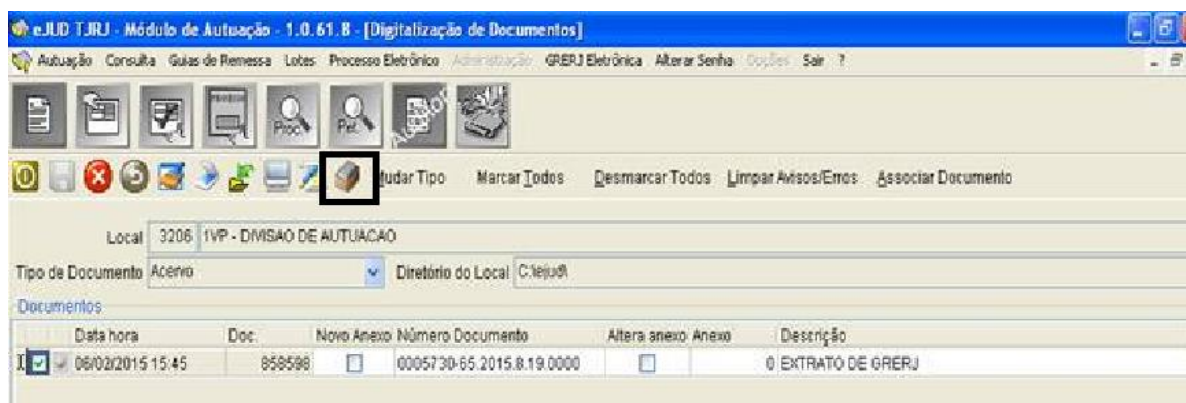 eJUD TJRJ - Módulo de Autuação - 1.0.61.8 - [Digitalização de Documentos]
Autuação Consulta Guias de Remessa Lotes Processo Eletrônico Administração GRERJ Eletrônica Alterar Senha Opções Sair ?
Proc Pet. Autuação
udar Tipo Marcar Todos Desmarcar Todos Limpar Avisos/Erros Associar Documento
Local 3206 1VP - DIVISAO DE AUTUACAO
Tipo de Documento Acervo Diretório do Local C:\ejud\
Documentos
Data hora Doc. Novo Anexo Número Documento Altera anexo Anexo Descrição
06/02/2015 15:45 858598 0005730-65.2015.8.19.0000 0 EXTRATO DE GRERJ